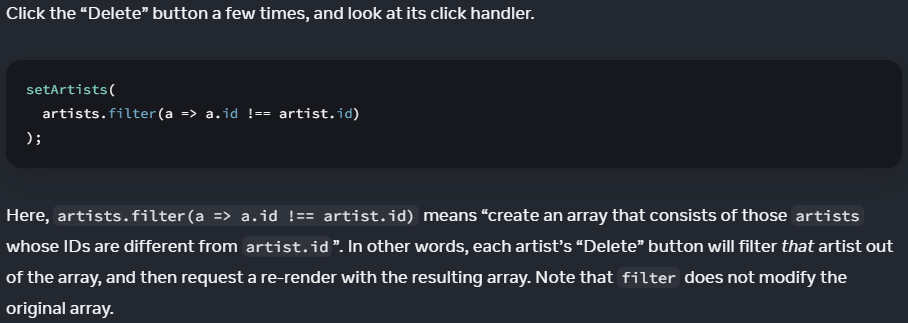 Click the “Delete” button a few times, and look at its click handler.
setArtists(
  artists.filter(a => a.id !== artist.id)
);
Here, artists.filter(a => a.id !== artist.id) means “create an array that consists of those artists
whose IDs are different from artist.id”. In other words, each artist’s “Delete” button will filter that artist out
of the array, and then request a re-render with the resulting array. Note that filter does not modify the
original array.